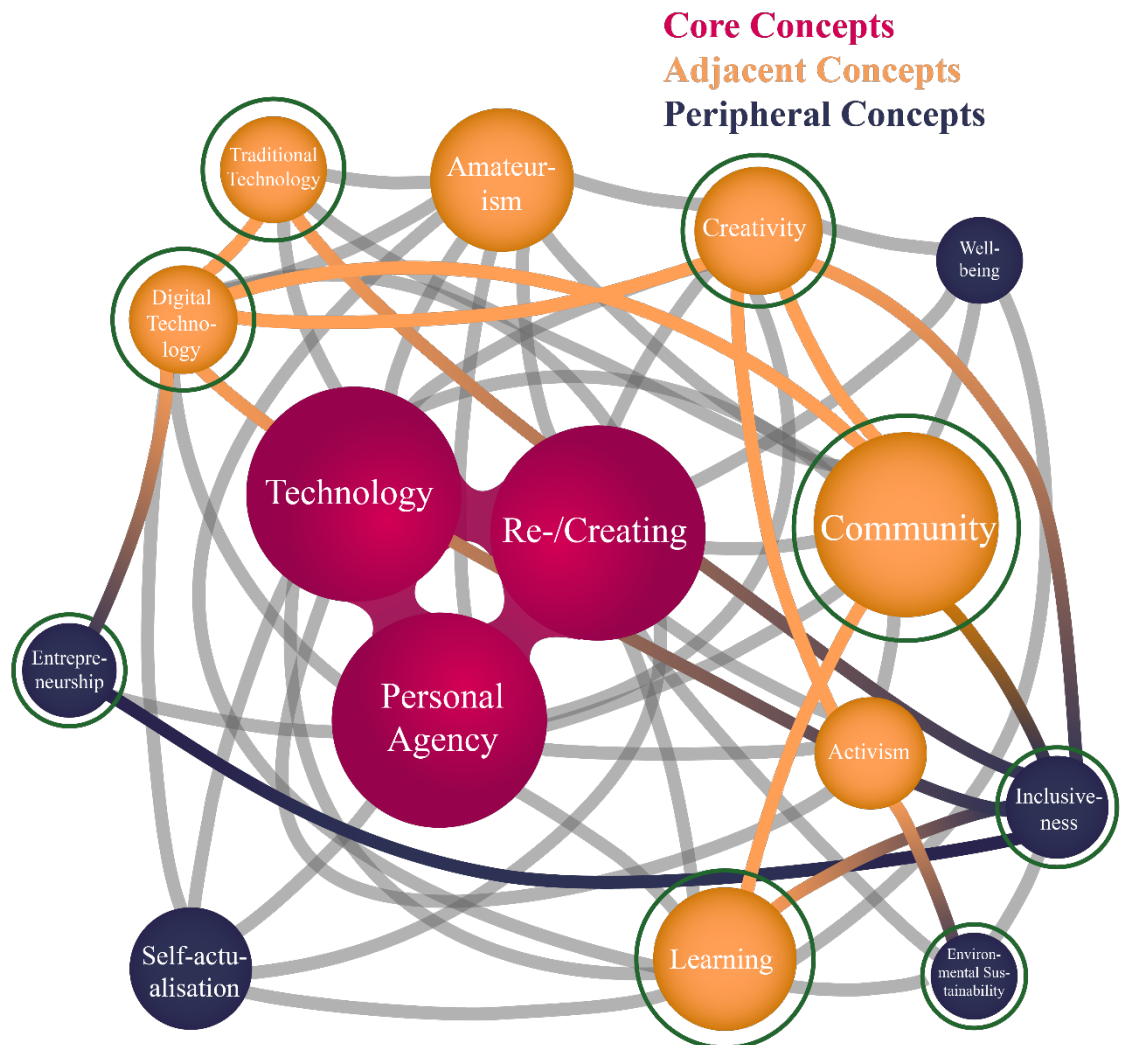 Core Concepts
Adjacent Concepts
Peripheral Concepts
Traditional
Technology
Amateur-
ism
Creativity
Well-
being
Digital
Techno-
logy
Technology
Re-/Creating
Community
Entrepre-
neurship
Personal
Agency
Activism
Inclusive-
ness
Self-actu-
alisation
Learning
Environ-
mental Sus-
tainability